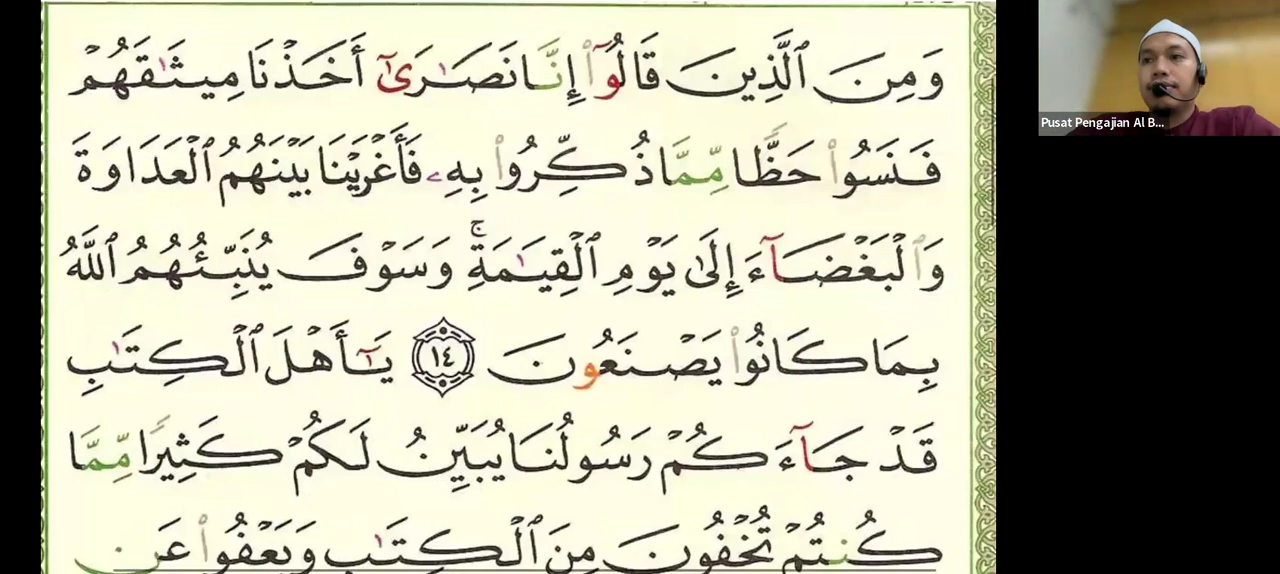 وَمِنَ ٱلَّذِينَ قَالُوٓا۟ إِنَّا نَصَـٰرَىٰٓ أَخَذْنَا مِيثَـٰقَهُمْ
فَنَسُوا۟ حَظًّا مِّمَّا ذُكِّرُوا۟ بِهِۦ فَأَغْرَيْنَا بَيْنَهُمُ ٱلْعَدَاوَةَ
وَٱلْبَغْضَآءَ إِلَىٰ يَوْمِ ٱلْقِيَـٰمَةِ ۚ وَسَوْفَ يُنَبِّئُهُمُ ٱللَّهُ
بِمَا كَانُوا۟ يَصْنَعُونَ ١٤ يَـٰٓأَهْلَ ٱلْكِتَـٰبِ
قَدْ جَآءَكُمْ رَسُولُنَا يُبَيِّنُ لَكُمْ كَثِيرًا مِّمَّا
كُنتُمْ تُخْفُونَ مِنَ ٱلْكِتَـٰبِ وَيَعْفُوا۟ عَن
Pusat Pengajian Al B...